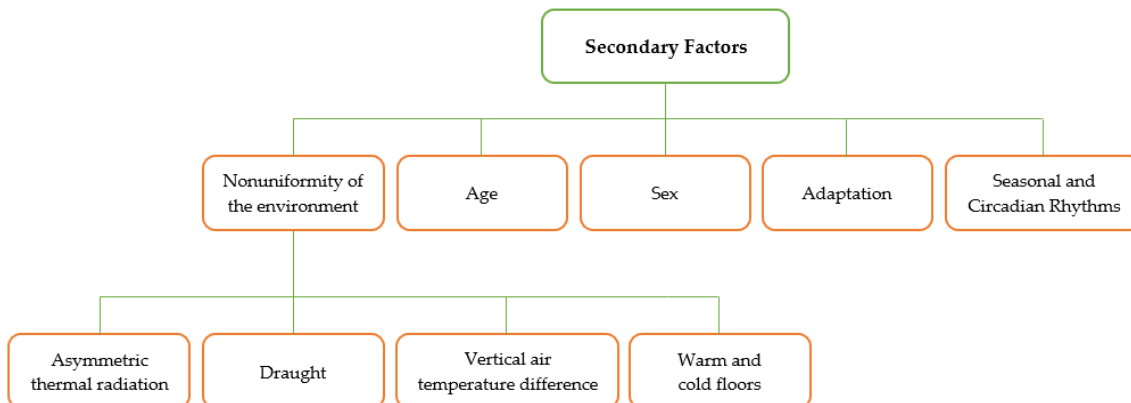 Secondary Factors
Nonuniformity of
the environment
Age
Sex
Adaptation
Seasonal and
Circadian Rhythms
Asymmetric
thermal radiation
Draught
Vertical air
temperature difference
Warm and
cold floors